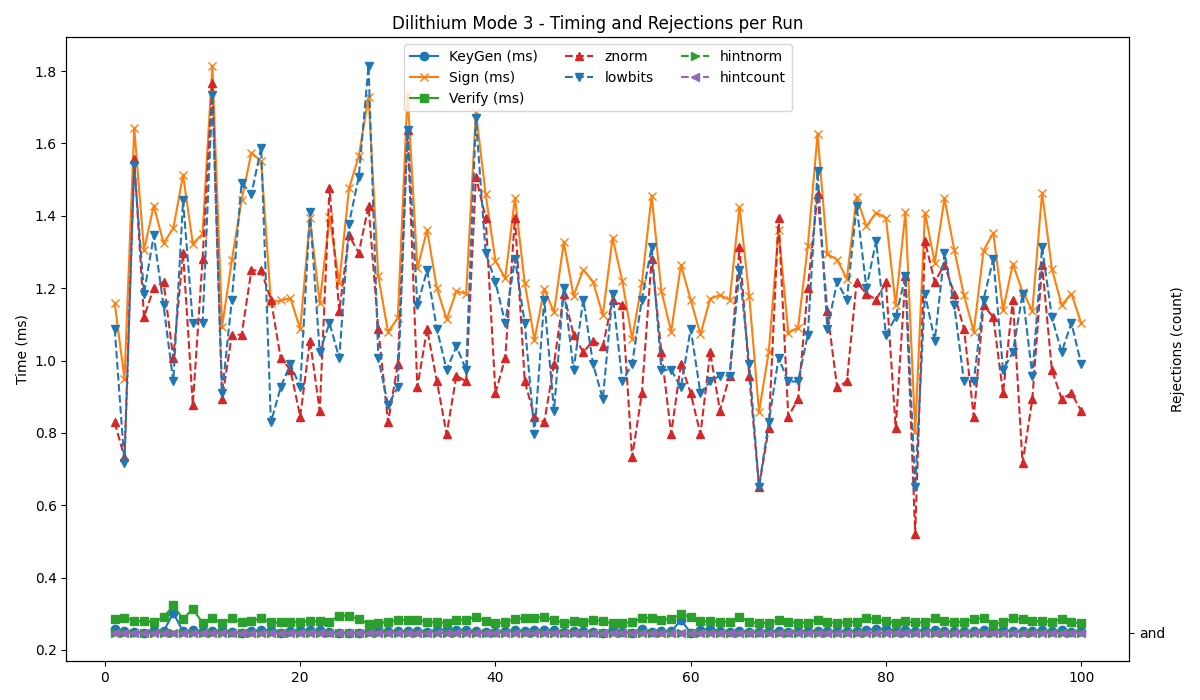 Dilithium Mode 3 - Timing and Rejections per Run
KeyGen (ms)
Sign (ms)
Verify (ms)
znorm
lowbits
hintnorm
hintcount
Time (ms)
1.8
1.6
1.4
1.2
1.0
0.8
0.6
0.4
0.2
0
20
40
60
80
100
Rejections (count)
and